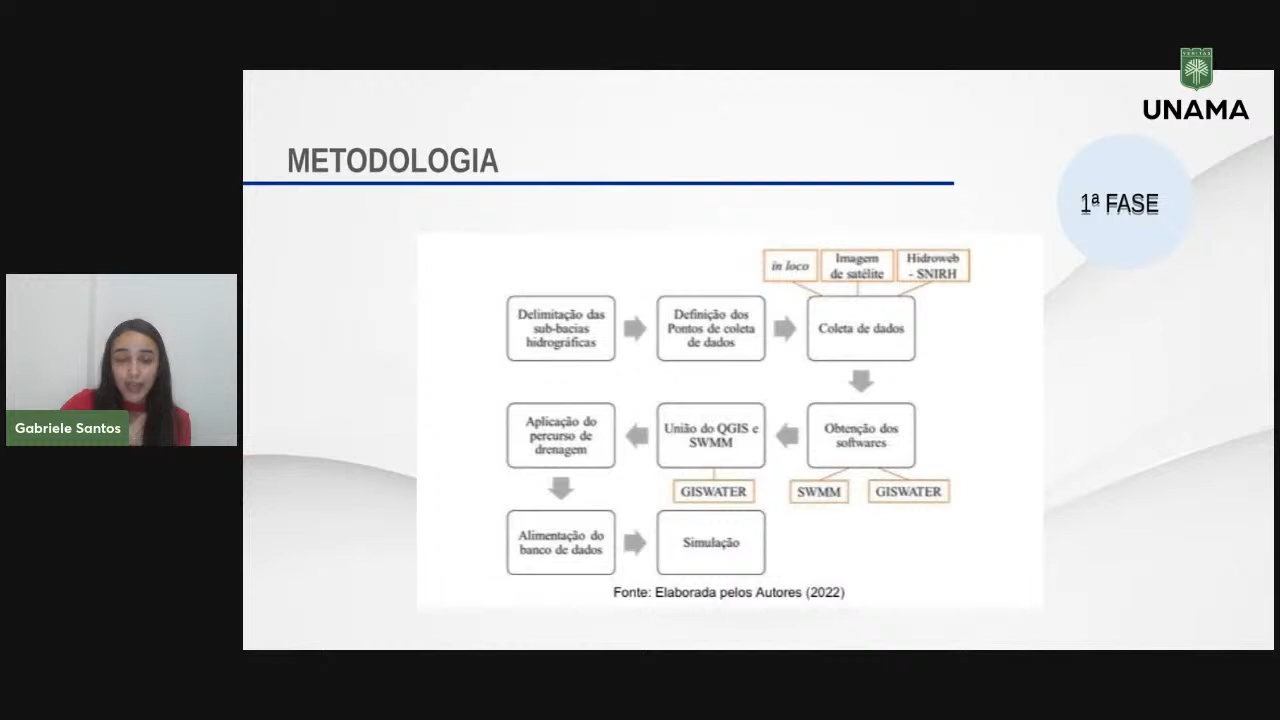 VERITAS
UNAMA
METODOLOGIA
1ª FASE
in loco
Imagem
de satélite
Hidroweb
- SNIRH
Delimitação das
sub-bacias
hidrográficas
Definição dos
Pontos de coleta
de dados
Coleta de dados
Aplicação do
percurso de
drenagem
União do QGIS e
SWMM
Obtenção dos
softwares
GISWATER
SWMM
GISWATER
Alimentação do
banco de dados
Simulação
Fonte: Elaborada pelos Autores (2022)
Gabriele Santos